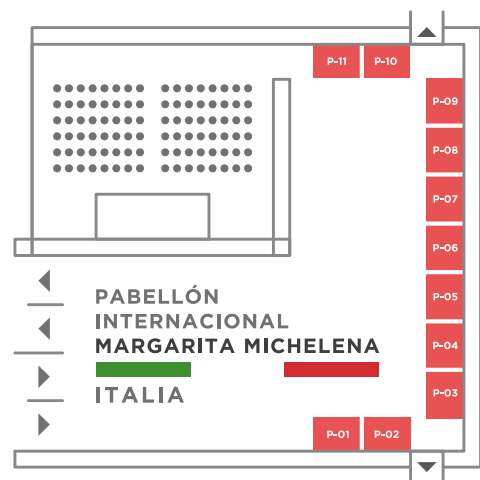 P-11 P-10
P-09
P-08
P-07
P-06
P-05
P-04
P-03
PABELLÓN
INTERNACIONAL
MARGARITA MICHELENA
ITALIA
P-01 P-02